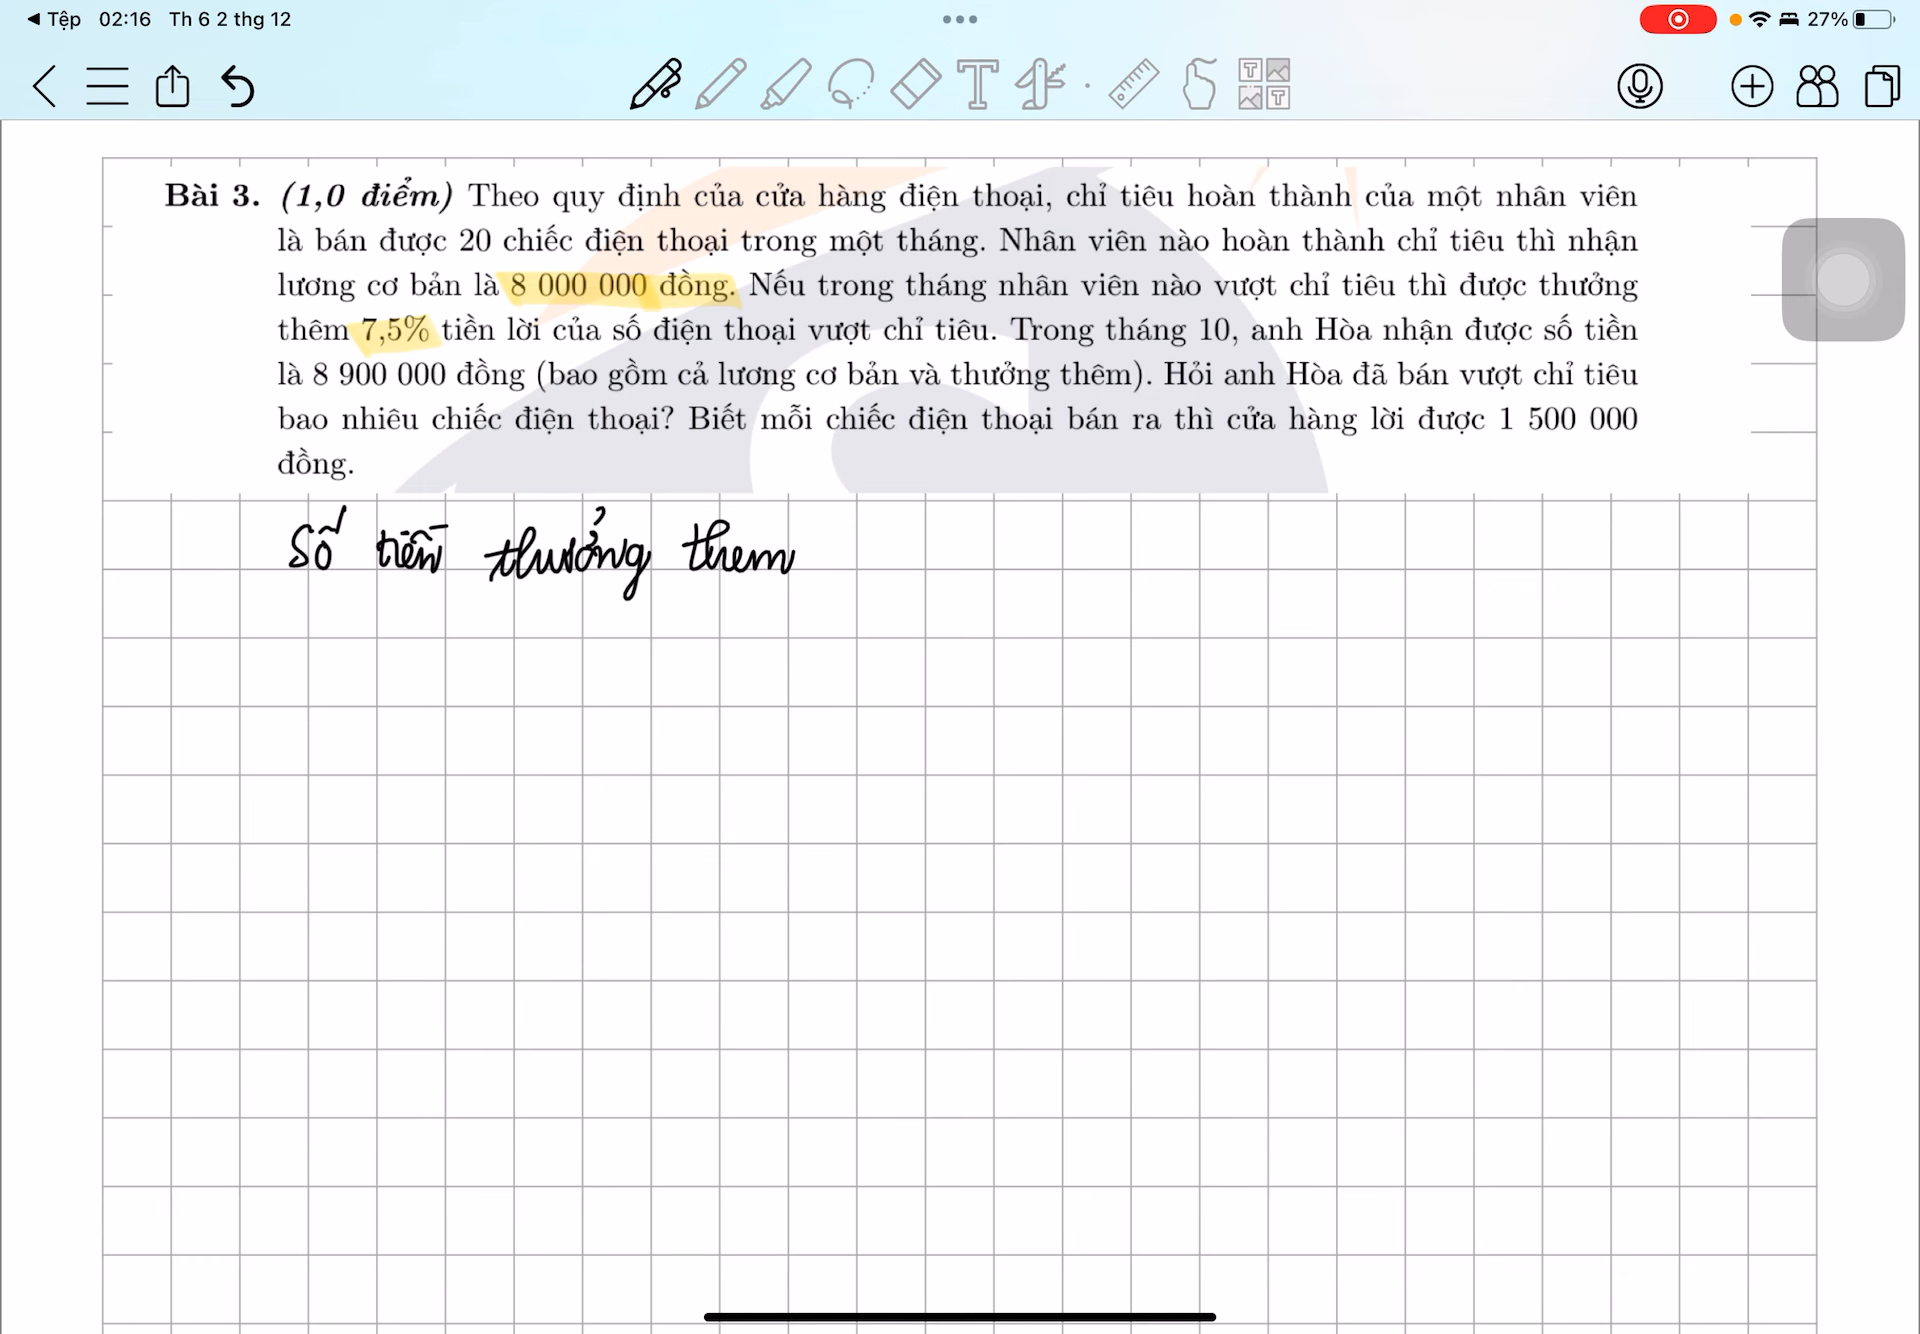 ◀ Tệp 02:16 Th 6 2 thg 12
27%
Bài 3. (1,0 điểm) Theo quy định của cửa hàng điện thoại, chỉ tiêu hoàn thành của một nhân viên
là bán được 20 chiếc điện thoại trong một tháng. Nhân viên nào hoàn thành chỉ tiêu thì nhận
lương cơ bản là 8 000 000 đồng. Nếu trong tháng nhân viên nào vượt chỉ tiêu thì được thưởng
thêm 7,5% tiền lời của số điện thoại vượt chỉ tiêu. Trong tháng 10, anh Hòa nhận được số tiền
là 8 900 000 đồng (bao gồm cả lương cơ bản và thưởng thêm). Hỏi anh Hòa đã bán vượt chỉ tiêu
bao nhiêu chiếc điện thoại? Biết mỗi chiếc điện thoại bán ra thì cửa hàng lời được 1 500 000
đồng.
Số tiền thưởng them